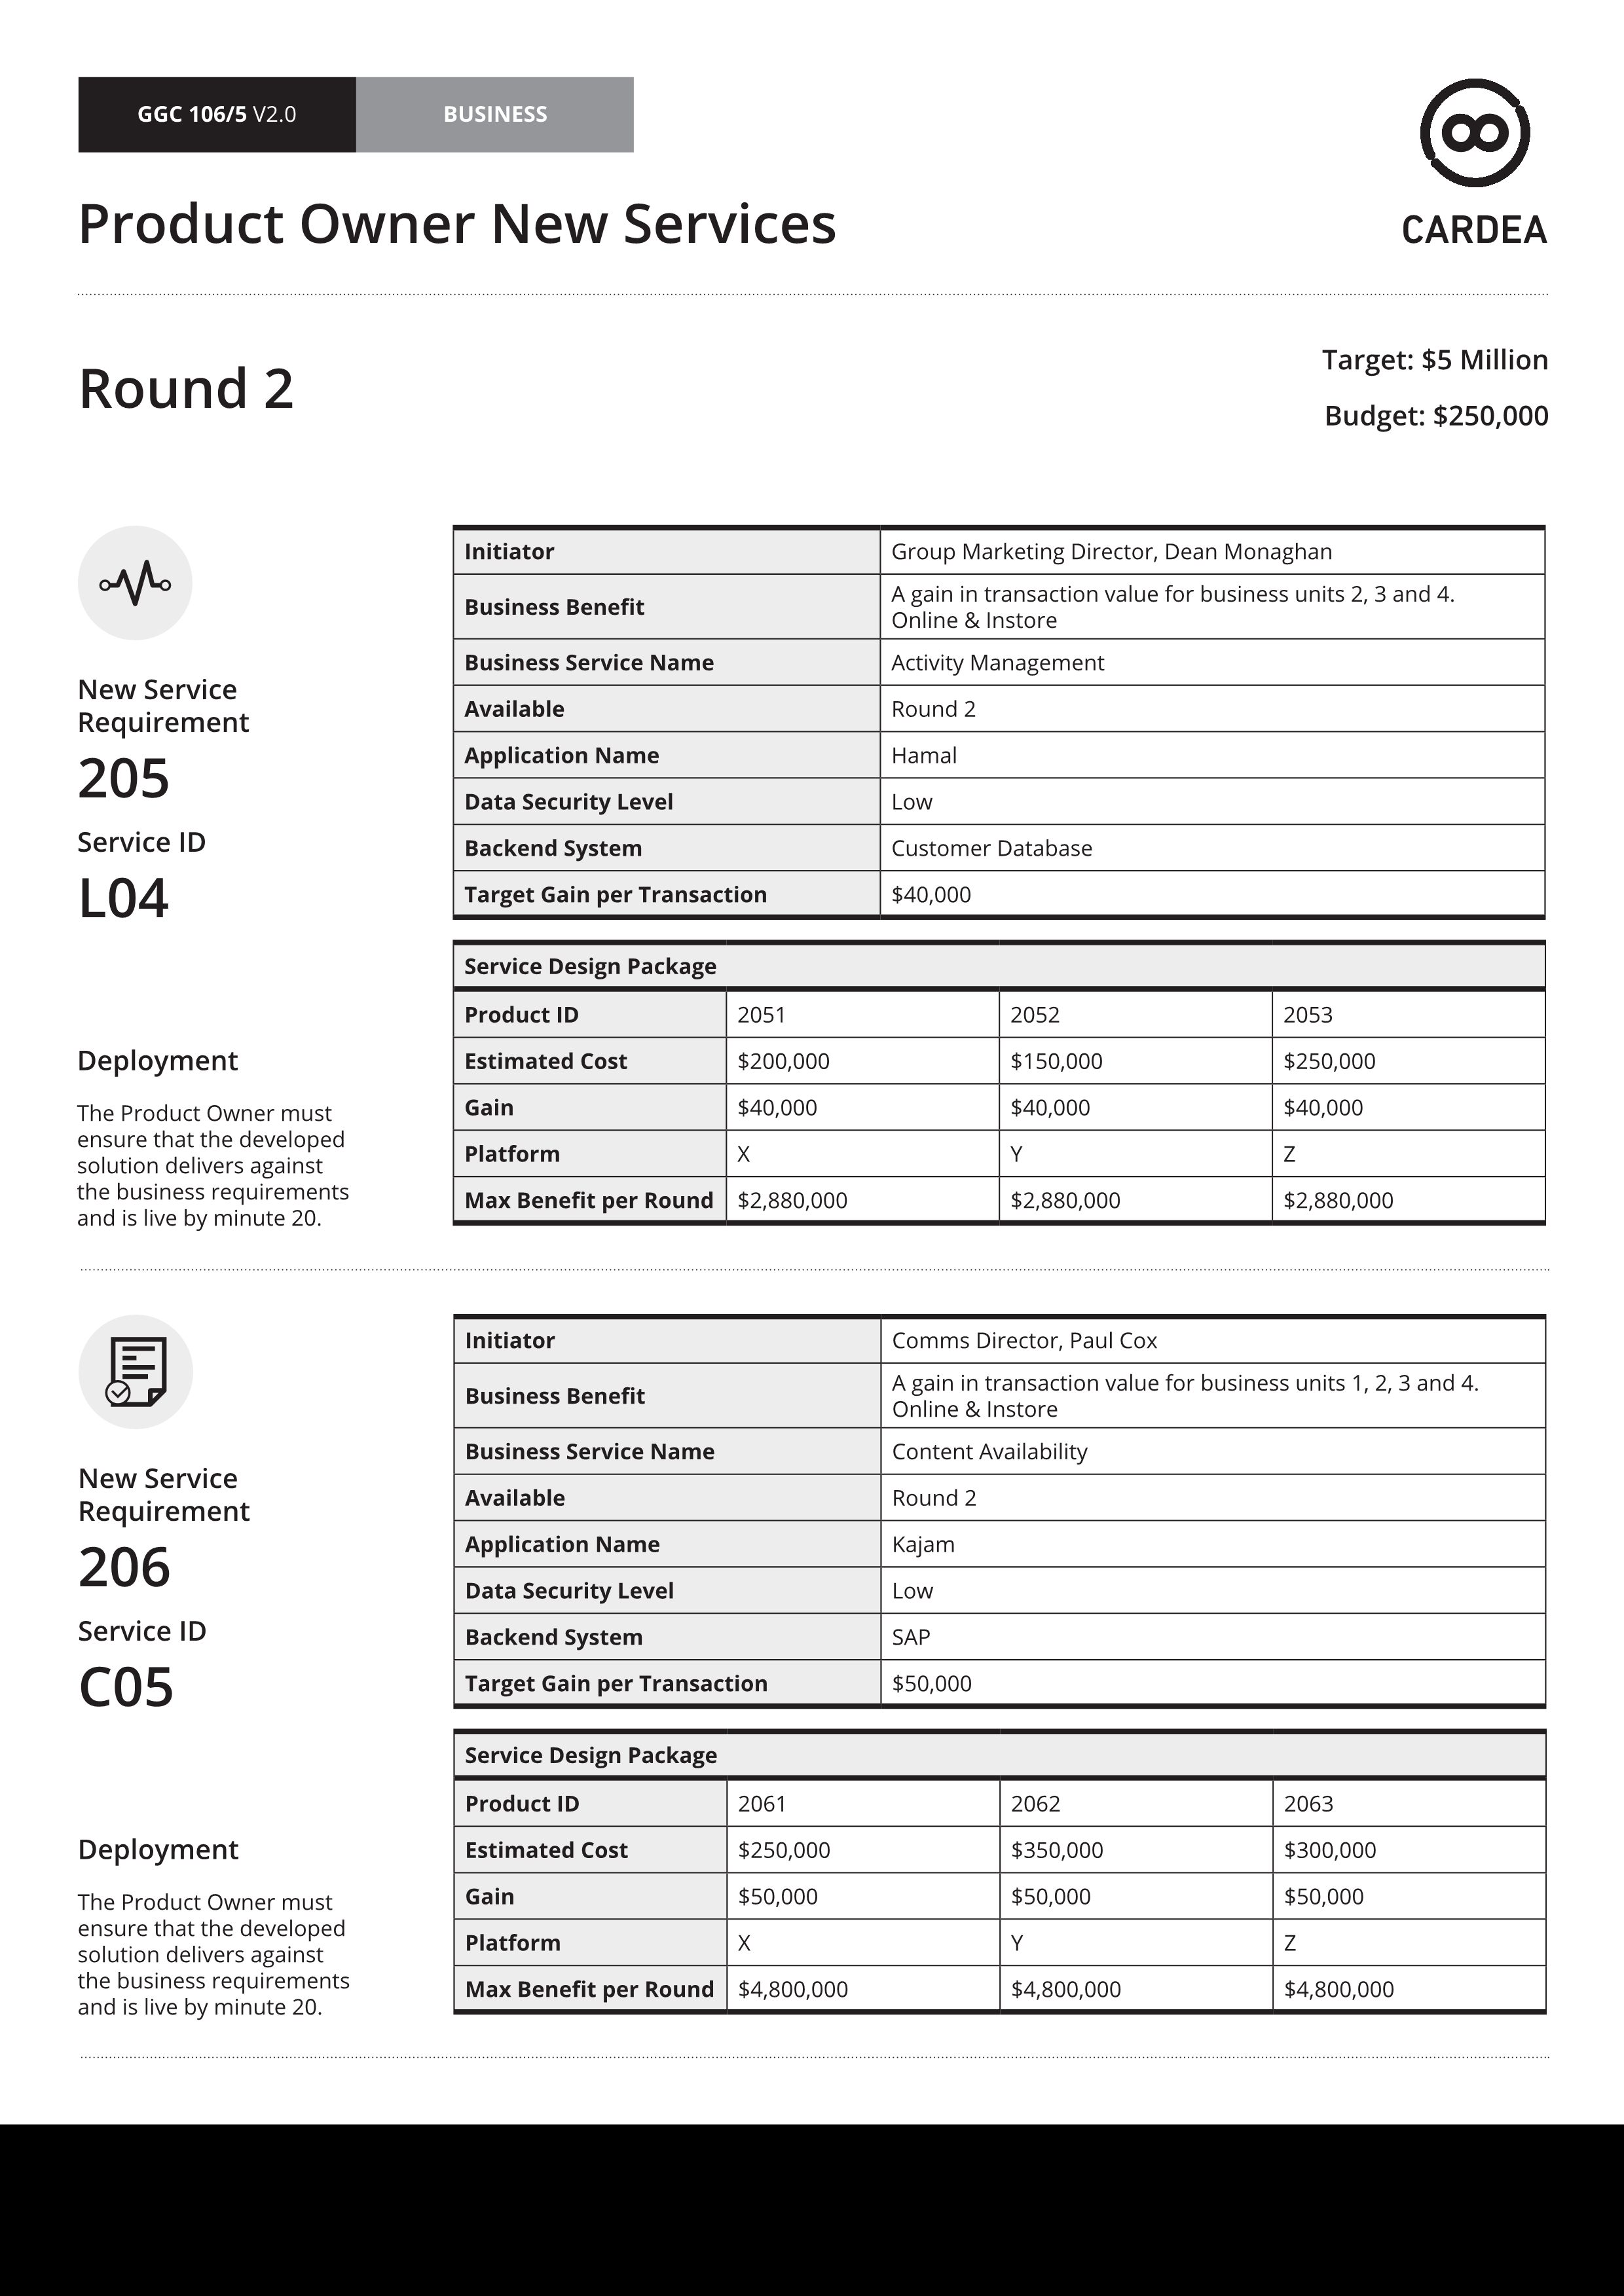 GGC 106/5 V2.0
BUSINESS
CARDEA
Product Owner New Services
Round 2
Target: $5 Million
Budget: $250,000
New Service
Requirement
205
Service ID
L04
Initiator Group Marketing Director, Dean Monaghan
Business Benefit A gain in transaction value for business units 2, 3 and 4.
Online & Instore
Business Service Name Activity Management
Available Round 2
Application Name Hamal
Data Security Level Low
Backend System Customer Database
Target Gain per Transaction $40,000
Deployment
The Product Owner must
ensure that the developed
solution delivers against
the business requirements
and is live by minute 20.
Service Design Package
Product ID 2051 2052 2053
Estimated Cost $200,000 $150,000 $250,000
Gain $40,000 $40,000 $40,000
Platform X Y Z
Max Benefit per Round $2,880,000 $2,880,000 $2,880,000
New Service
Requirement
206
Service ID
C05
Initiator Comms Director, Paul Cox
Business Benefit A gain in transaction value for business units 1, 2, 3 and 4.
Online & Instore
Business Service Name Content Availability
Available Round 2
Application Name Kajam
Data Security Level Low
Backend System SAP
Target Gain per Transaction $50,000
Deployment
The Product Owner must
ensure that the developed
solution delivers against
the business requirements
and is live by minute 20.
Service Design Package
Product ID 2061 2062 2063
Estimated Cost $250,000 $350,000 $300,000
Gain $50,000 $50,000 $50,000
Platform X Y Z
Max Benefit per Round $4,800,000 $4,800,000 $4,800,000